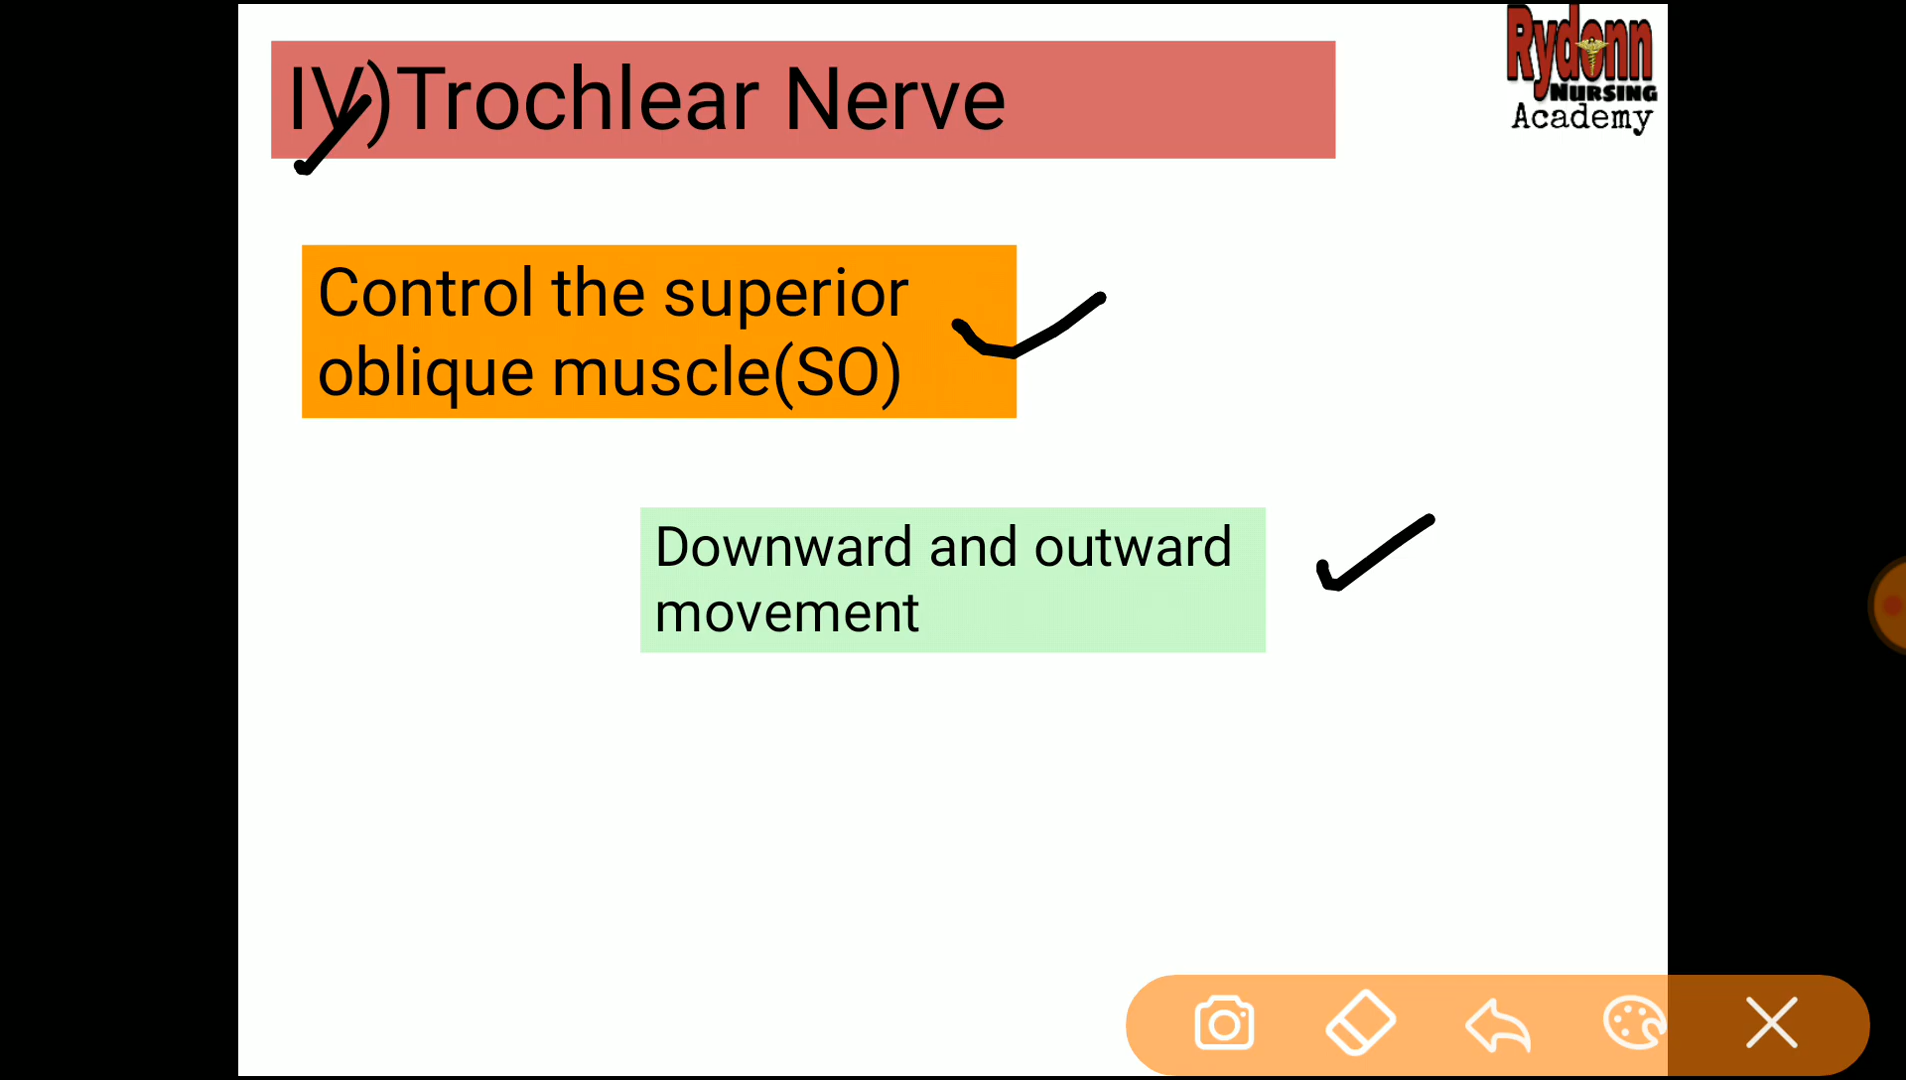 IV)Trochlear Nerve
Rydonn
NURSING
Academy
Control the superior
oblique muscle(SO)
Downward and outward
movement